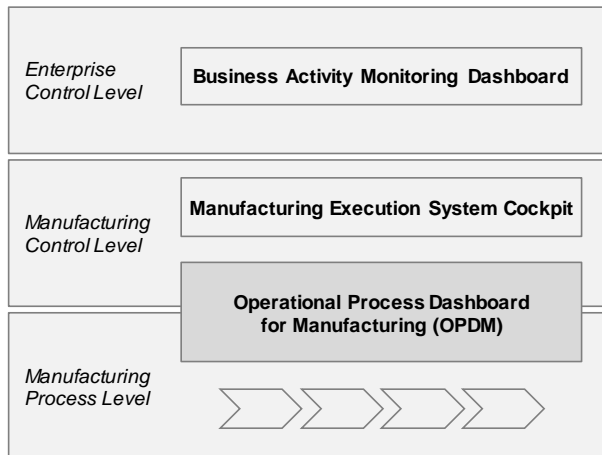 Enterprise
Control Level
Business Activity Monitoring Dashboard
Manufacturing
Control Level
Manufacturing Execution System Cockpit
Operational Process Dashboard
for Manufacturing (OPDM)
Manufacturing
Process Level